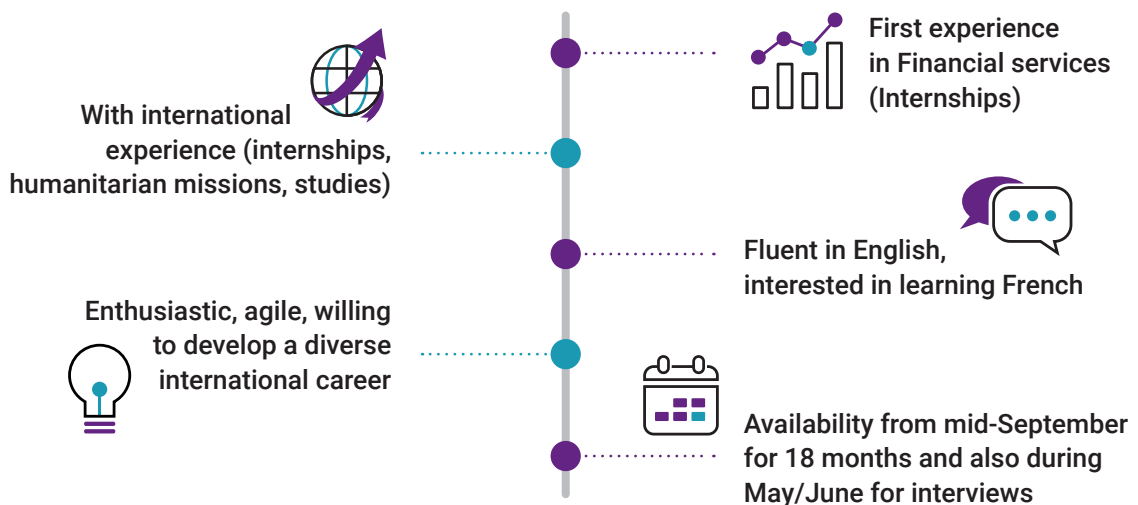 First experience
in Financial services
(Internships)
With international
experience (internships,
humanitarian missions, studies)
Fluent in English,
interested in learning French
Enthusiastic, agile, willing
to develop a diverse
international career
Availability from mid-September
for 18 months and also during
May/June for interviews